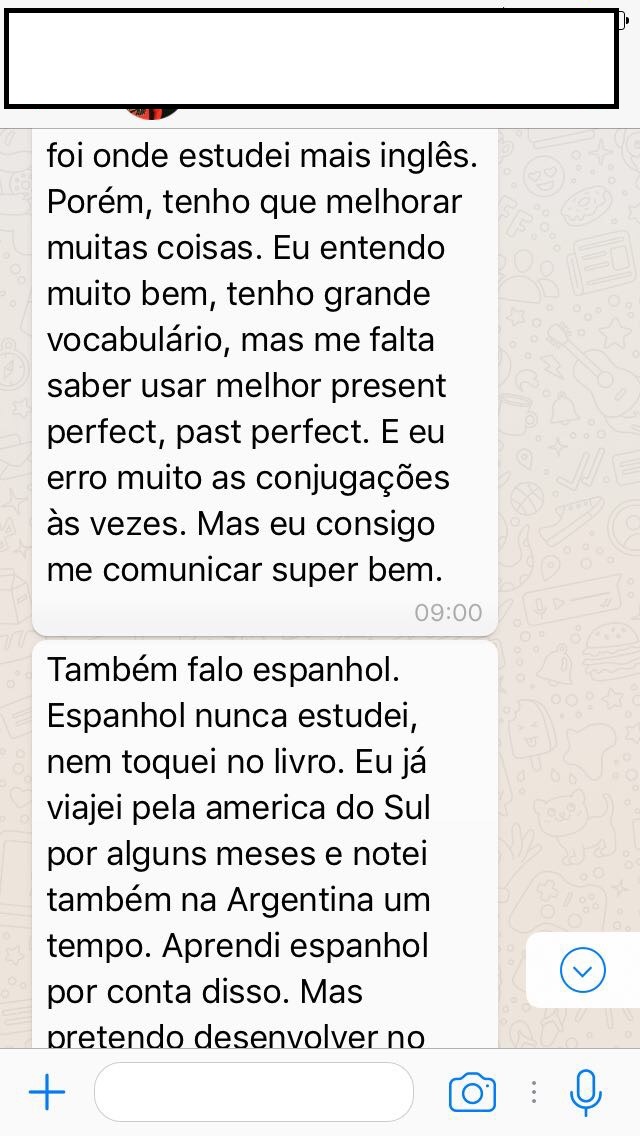 foi onde estudei mais inglês.
Porém, tenho que melhorar
muitas coisas. Eu entendo
muito bem, tenho grande
vocabulário, mas me falta
saber usar melhor present
perfect, past perfect. E eu
erro muito as conjugações
às vezes. Mas eu consigo
me comunicar super bem.
09:00
Também falo espanhol.
Espanhol nunca estudei,
nem toquei no livro. Eu já
viajei pela america do Sul
por alguns meses e notei
também na Argentina um
tempo. Aprendi espanhol
por conta disso. Mas
pretendo desenvolver no